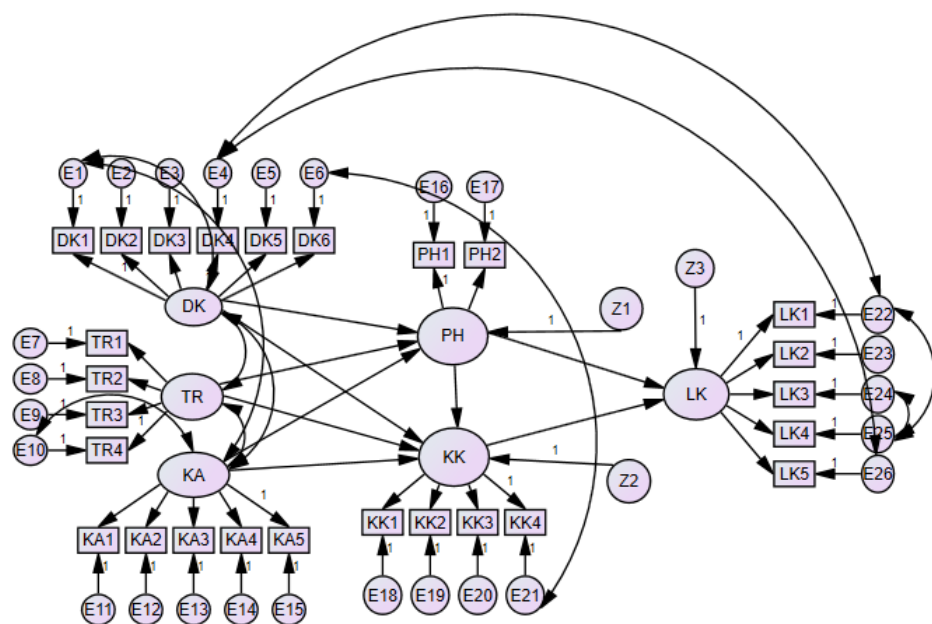 E1 E2 E3 E4 E5 E6 E16 E17
1 1 1 1 1 1 1 1
DK1 DK2 DK3 DK4 DK5 DK6 PH1 PH2
Z3
1 1
DK Z1
1
PH
1
LK1 1 E22
1
E7 1 TR1
LK2 1 E23
E8 1 TR2
TR LK
LK3 1 E24
E9 1 TR3 1
E10 1 TR4
LK4 1 E25
KK 1
LK5 1 E26
KA Z2
1 1
KK1 KK2 KK3 KK4
KA1 KA2 KA3 KA4 KA5
1 1 1 1
1 1 1 1 1
E18 E19 E20 E21
E11 E12 E13 E14 E15